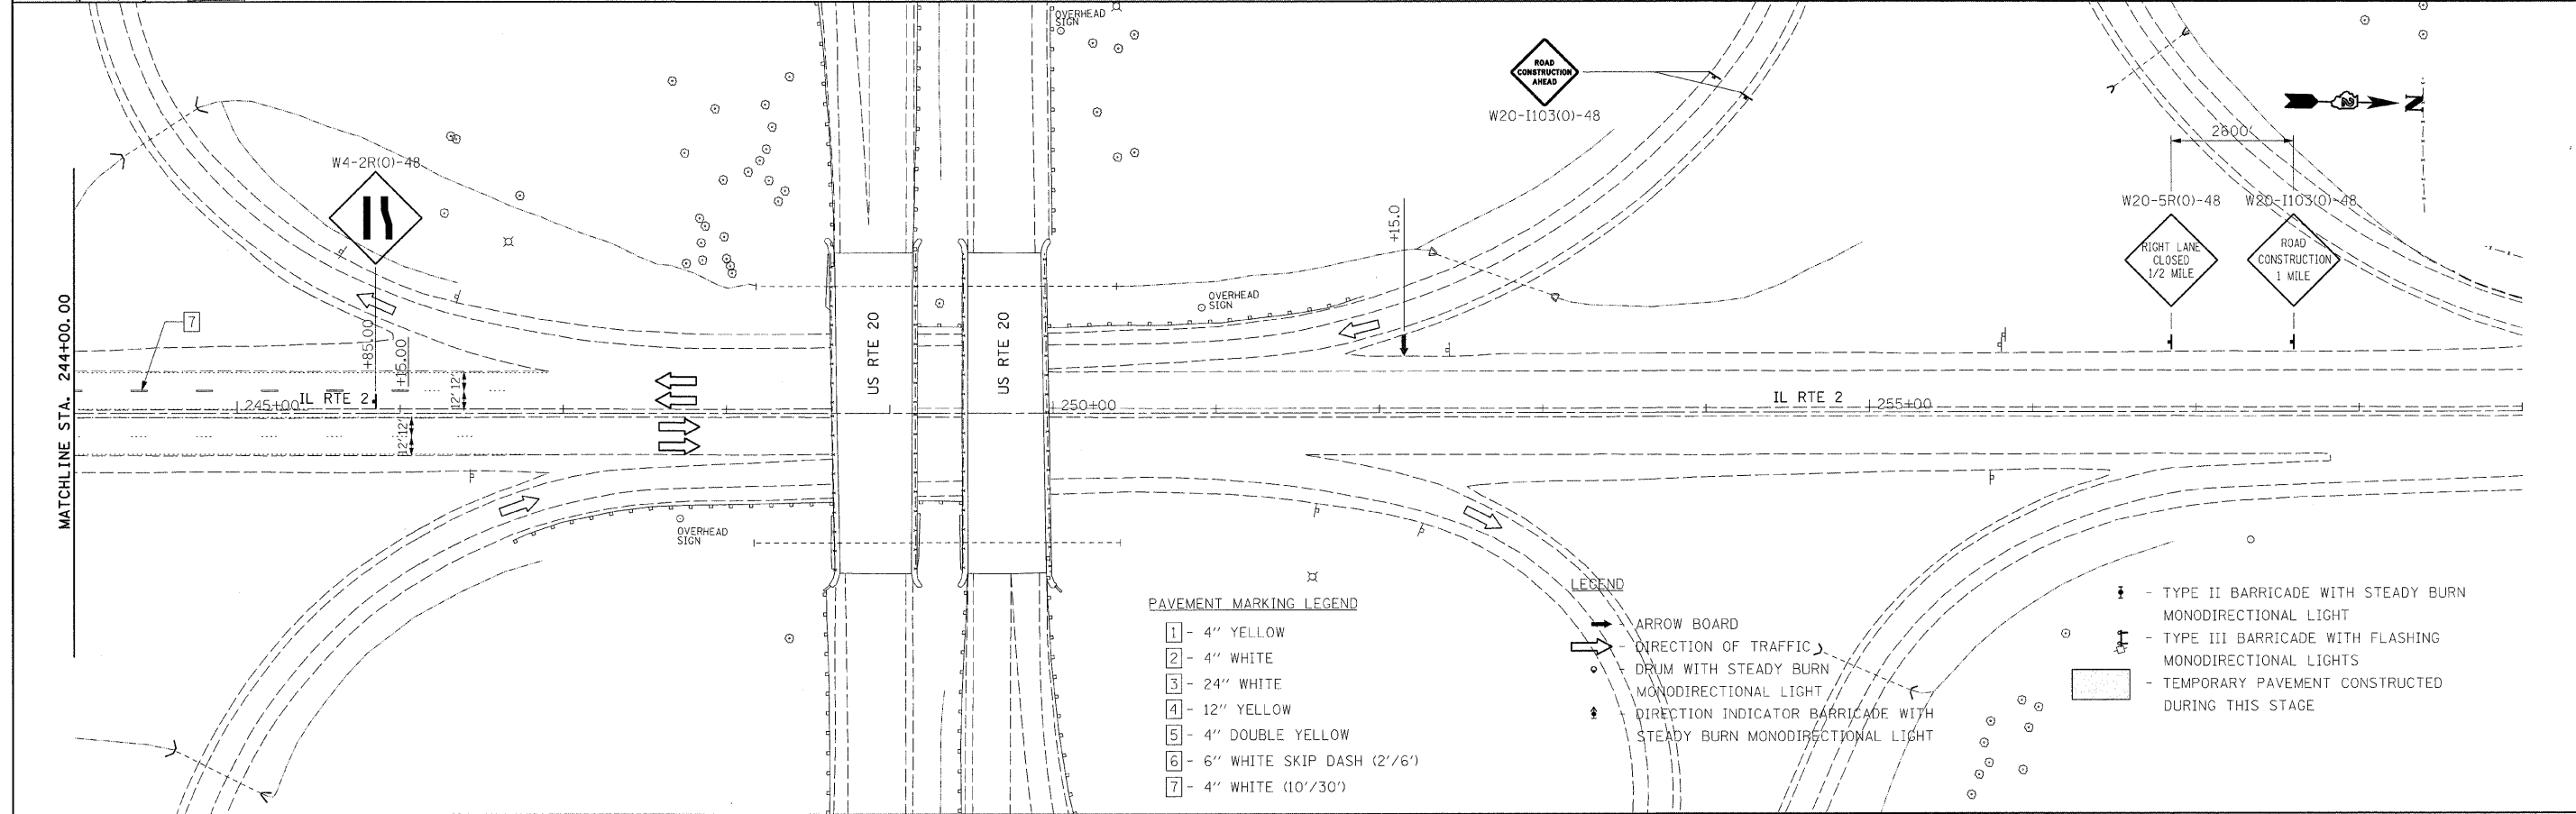 OVERHEAD
SIGN
ROAD
CONSTRUCTION
AHEAD
W20-I103(O)-48
N
2
2600'
W4-2R(O)-48
W20-5R(O)-48
W20-I103(O)-48
RIGHT LANE
CLOSED
1/2 MILE
ROAD
CONSTRUCTION
1 MILE
+15.0
OVERHEAD
SIGN
MATCHLINE STA. 244+00.00
7
+85.00
+15.00
12' 12'
12' 12'
245+00
IL RTE 2
US RTE 20
US RTE 20
250+00
IL RTE 2
255+00
OVERHEAD
SIGN
PAVEMENT MARKING LEGEND
1 - 4" YELLOW
2 - 4" WHITE
3 - 24" WHITE
4 - 12" YELLOW
5 - 4" DOUBLE YELLOW
6 - 6" WHITE SKIP DASH (2'/6')
7 - 4" WHITE (10'/30')
LEGEND
- ARROW BOARD
- DIRECTION OF TRAFFIC
- DRUM WITH STEADY BURN
MONODIRECTIONAL LIGHT
- DIRECTION INDICATOR BARRICADE WITH
STEADY BURN MONODIRECTIONAL LIGHT
- TYPE II BARRICADE WITH STEADY BURN
MONODIRECTIONAL LIGHT
- TYPE III BARRICADE WITH FLASHING
MONODIRECTIONAL LIGHTS
- TEMPORARY PAVEMENT CONSTRUCTED
DURING THIS STAGE